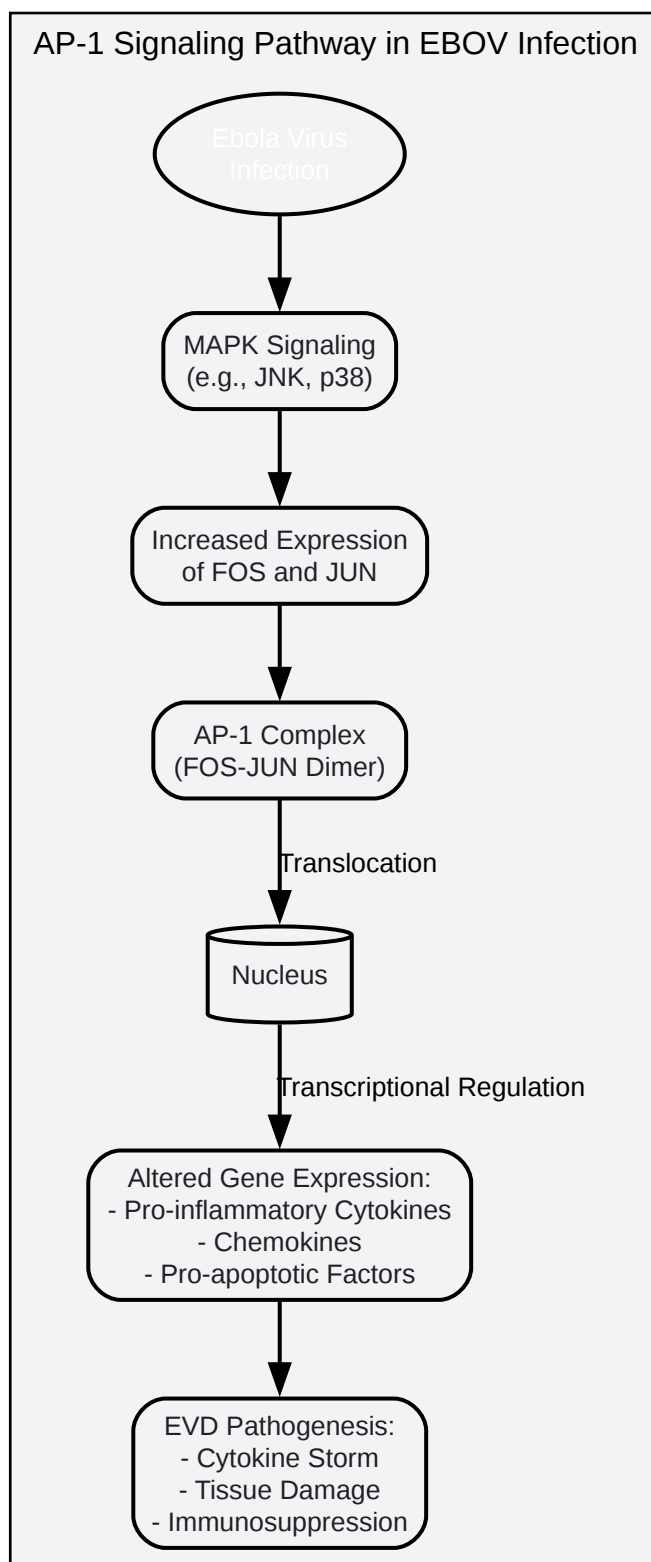 AP-1 Signaling Pathway in EBOV Infection
Ebola Virus
Infection
MAPK Signaling
(e.g., JNK, p38)
Increased Expression
of FOS and JUN
AP-1 Complex
(FOS-JUN Dimer)
Translocation
Nucleus
Transcriptional Regulation
Altered Gene Expression:
- Pro-inflammatory Cytokines
- Chemokines
- Pro-apoptotic Factors
EVD Pathogenesis:
- Cytokine Storm
- Tissue Damage
- Immunosuppression